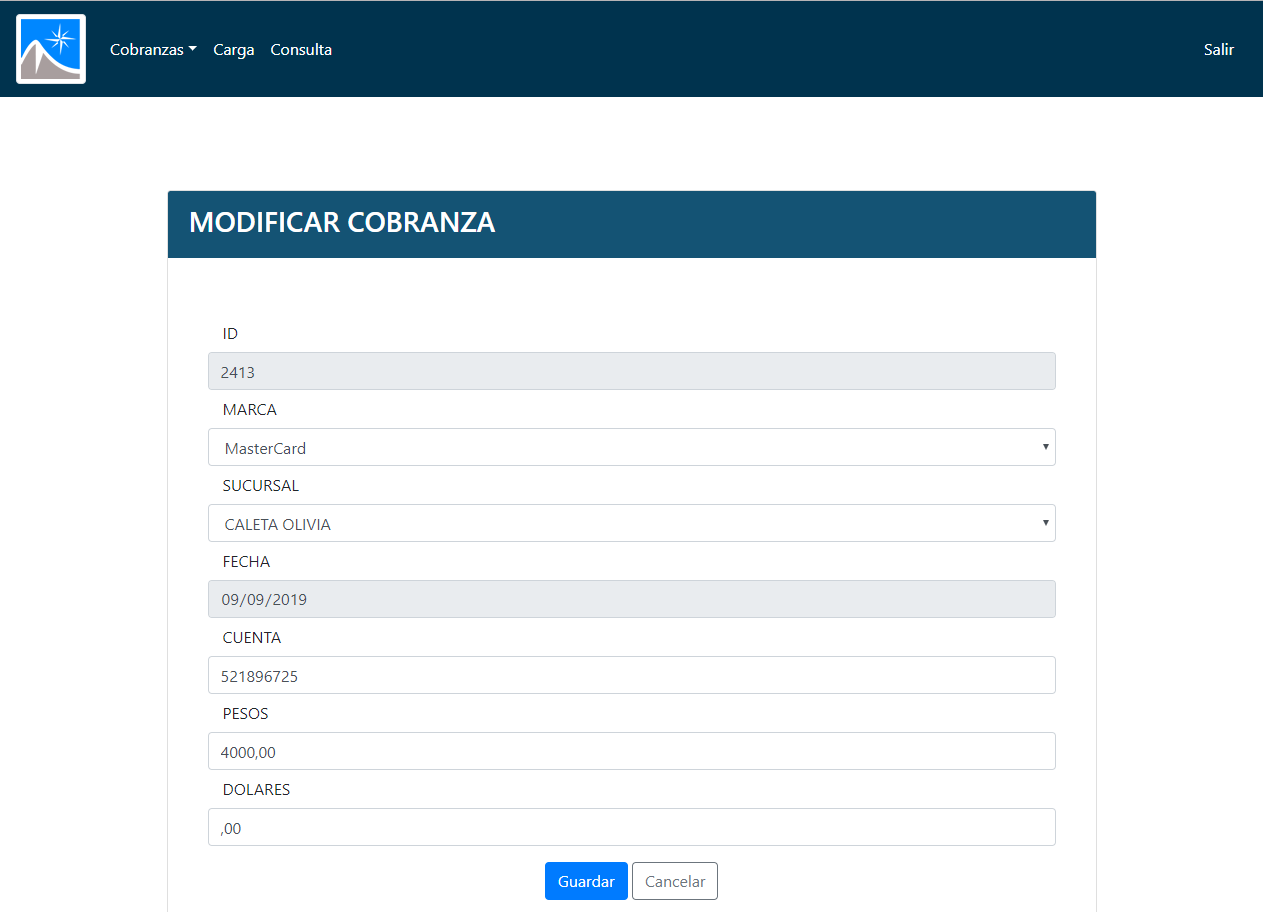 Cobranzas Carga Consulta Salir
MODIFICAR COBRANZA
ID
2413
MARCA
MasterCard
SUCURSAL
CALETA OLIVIA
FECHA
09/09/2019
CUENTA
521896725
PESOS
4000,00
DOLARES
,00
Guardar Cancelar